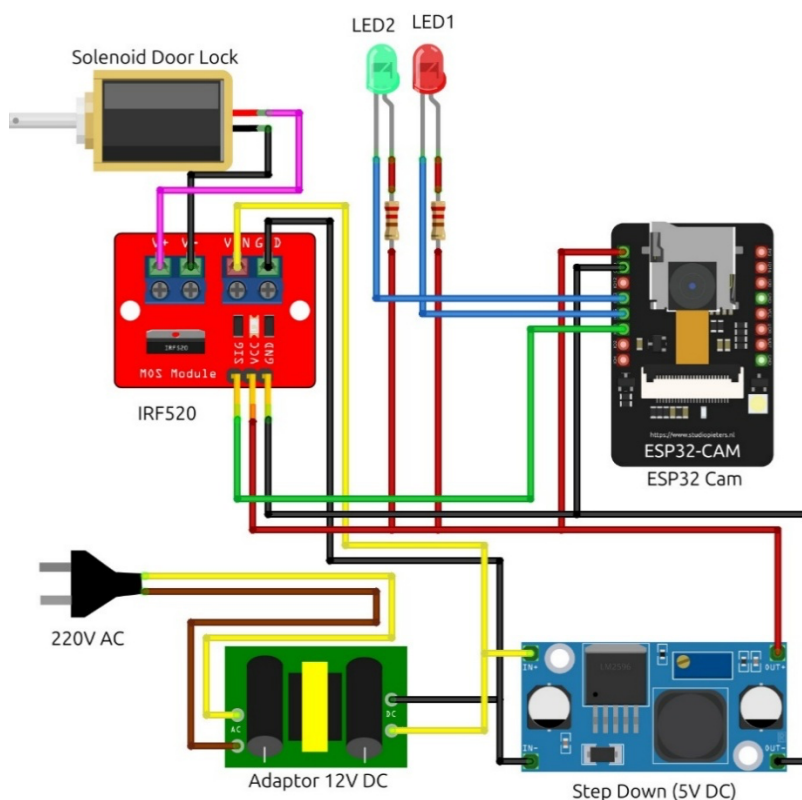 LED2
LED1
Solenoid Door Lock
V+ V- VIN GND
IRF520
SIG
VCC
GND
MOS Module
IRF520
https://www.studiopieters.nl
ESP32-CAM
ESP32 Cam
220V AC
AC
DC
Adaptor 12V DC
IN+
OUT+
IN-
OUT-
Step Down (5V DC)